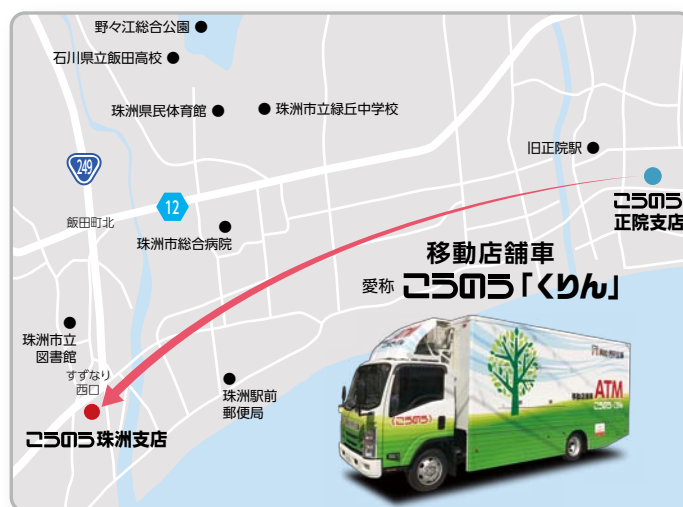 野々江総合公園
石川県立飯田高校
珠洲県民体育館
珠洲市立緑丘中学校
旧正院駅
249
12
こうのう
正院支店
飯田町北
珠洲市総合病院
移動店舗車
愛称 こうのう「くりん」
珠洲市立
図書館
すずなり
西口
珠洲駅前
郵便局
こうのう 珠洲支店
移動店舗車
ATM
こうのう